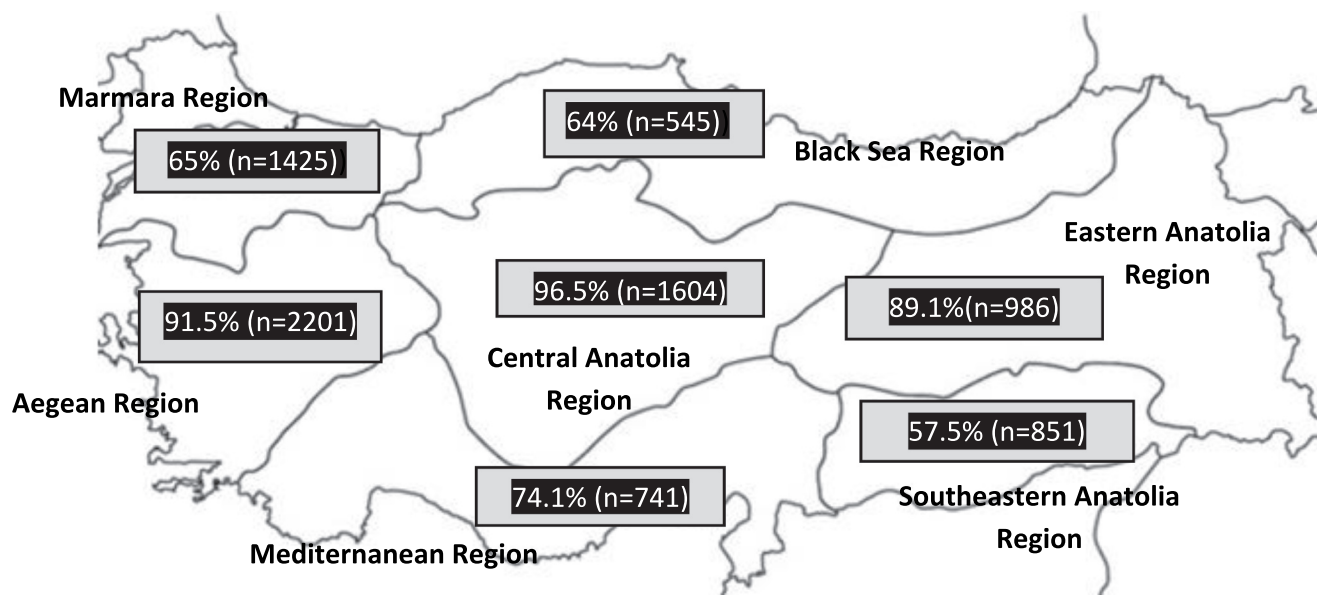 Marmara Region
65% (n=1425))
64% (n=545))
Black Sea Region
Eastern Anatolia
Region
96.5% (n=1604)
89.1%(n=986)
91.5% (n=2201)
Central Anatolia
Region
Aegean Region
57.5% (n=851)
74.1% (n=741)
Southeastern Anatolia
Region
Mediternanean Region